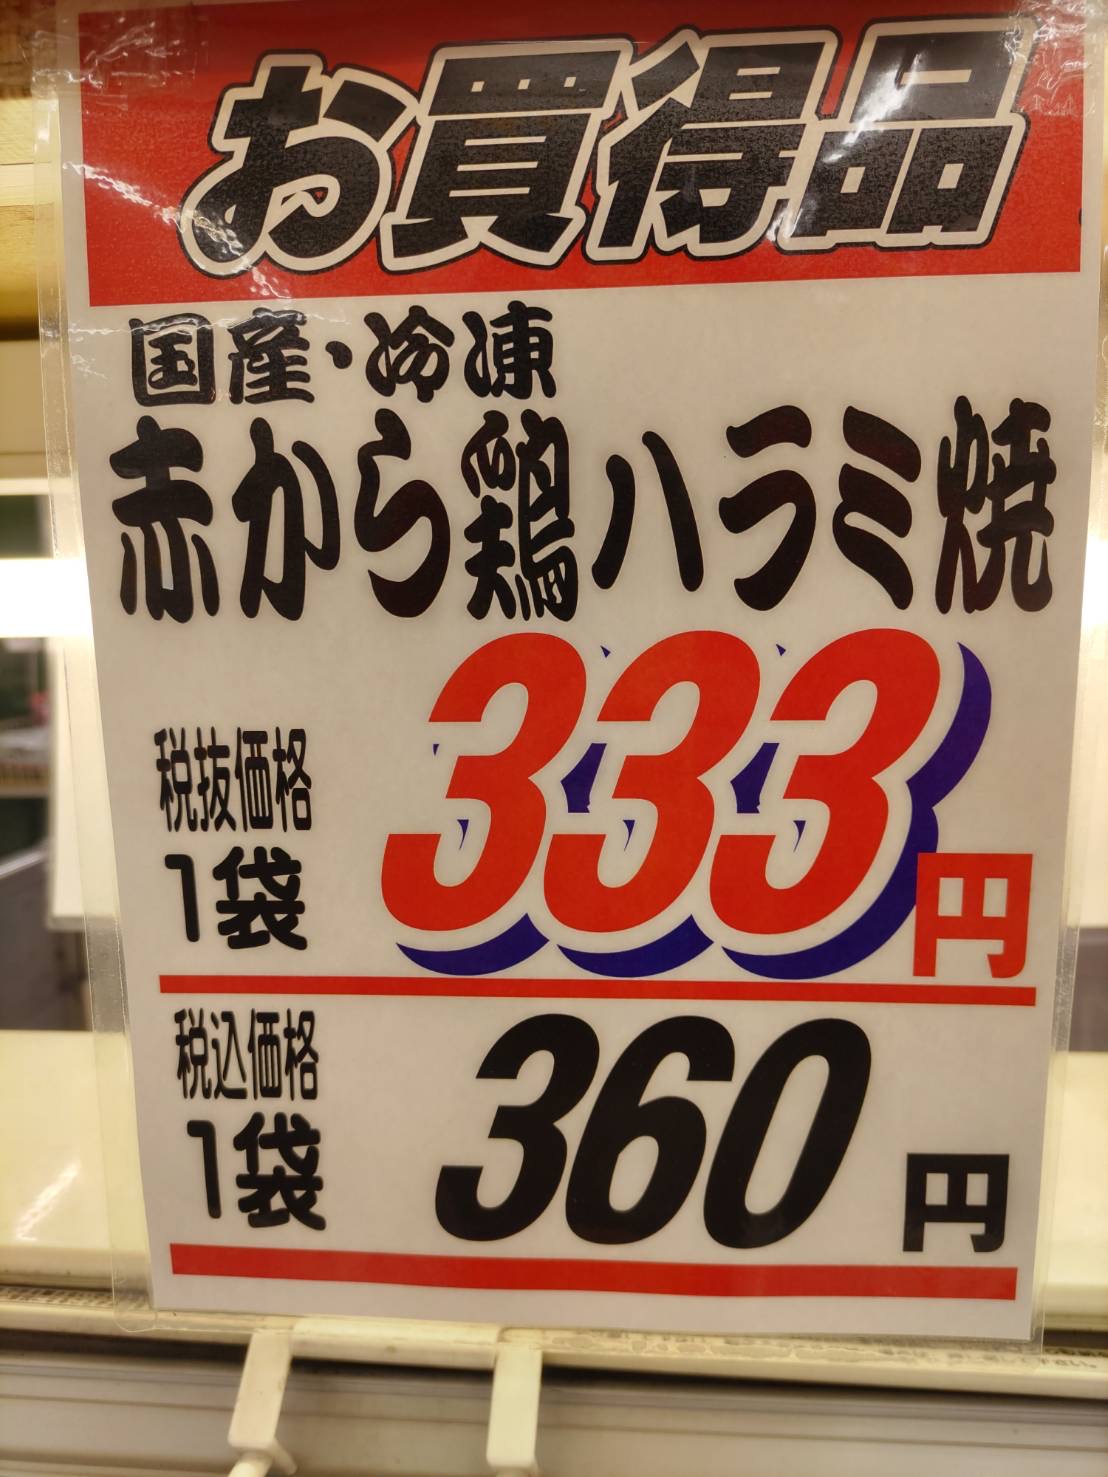 お買得品
国産・冷凍
赤から鶏ハラミ焼
税抜価格
1袋 333円
税込価格
1袋 360円